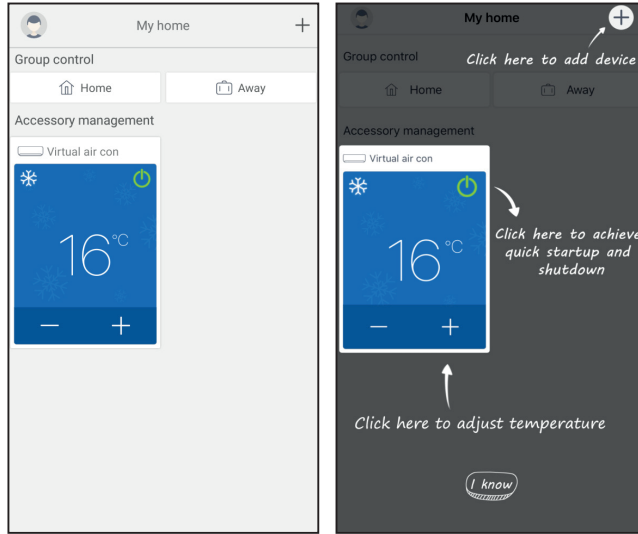 My home
Group control
Home
Away
Accessory management
Virtual air con
16°C
My home
Click here to add device
Group control
Home
Away
Accessory management
Virtual air con
16°C
Click here to achieve
quick startup and
shutdown
Click here to adjust temperature
I know